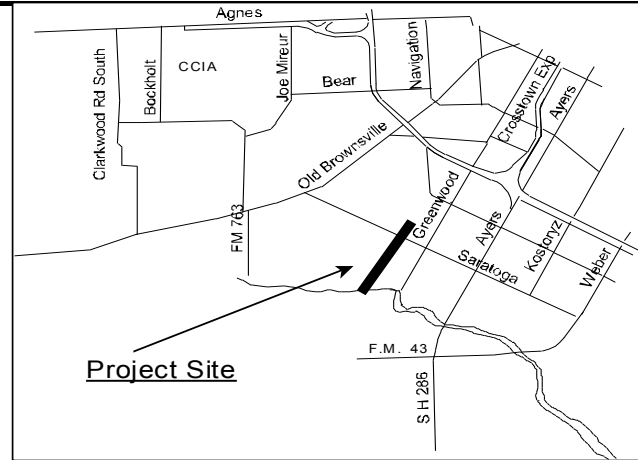 Agnes
Clarkwood Rd South
Bockholt
CCIA
Joe Mireur
Bear
Navigation
Crosstown Exp
Ayers
Old Brownsville
FM 763
Greenwood
Ayers
Saratoga
Kostoryz
Weber
Project Site
F.M. 43
S H 286